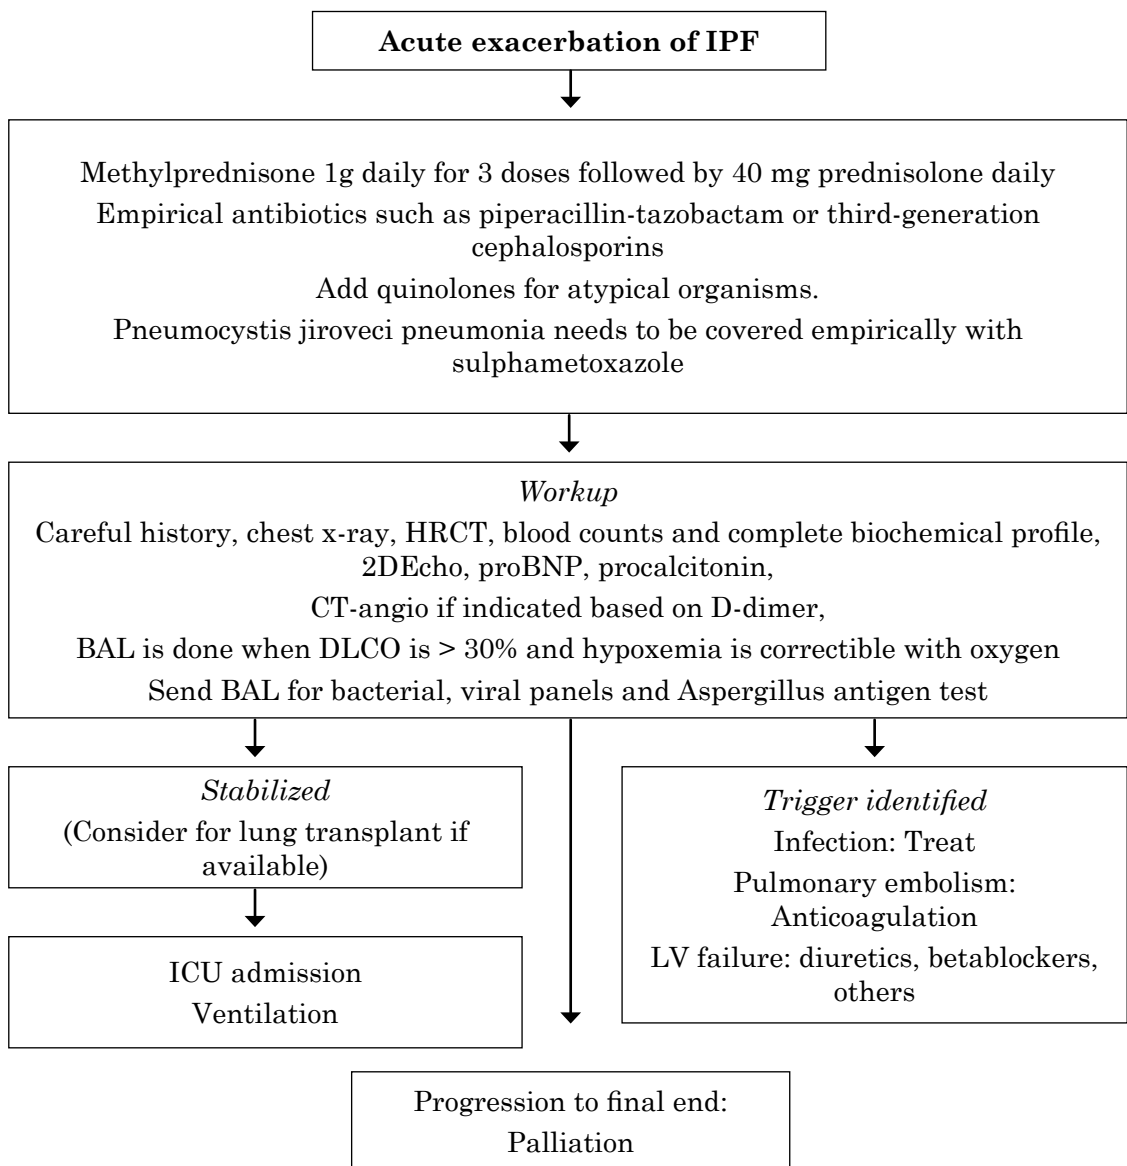 Acute exacerbation of IPF
Methylprednisone 1g daily for 3 doses followed by 40 mg prednisolone daily
Empirical antibiotics such as piperacillin-tazobactam or third-generation
cephalosporins
Add quinolones for atypical organisms.
Pneumocystis jiroveci pneumonia needs to be covered empirically with
sulphametoxazole
Workup
Careful history, chest x-ray, HRCT, blood counts and complete biochemical profile,
2DEcho, proBNP, procalcitonin,
CT-angio if indicated based on D-dimer,
BAL is done when DLCO is > 30% and hypoxemia is correctible with oxygen
Send BAL for bacterial, viral panels and Aspergillus antigen test
Stabilized
(Consider for lung transplant if
available)
ICU admission
Ventilation
Trigger identified
Infection: Treat
Pulmonary embolism:
Anticoagulation
LV failure: diuretics, betablockers,
others
Progression to final end:
Palliation